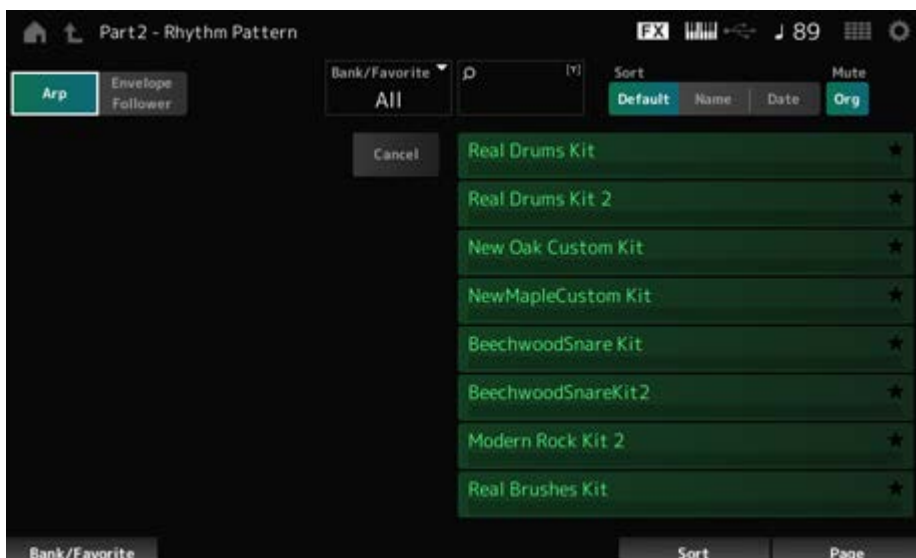 Part2 - Rhythm Pattern
FX
♩ 89
Arp
Envelope
Follower
Bank/Favorite
All
[T]
Sort
Default Name Date
Mute
Org
Cancel
Real Drums Kit
Real Drums Kit 2
New Oak Custom Kit
NewMapleCustom Kit
BeechwoodSnare Kit
BeechwoodSnareKit2
Modern Rock Kit 2
Real Brushes Kit
Bank/Favorite
Sort
Page